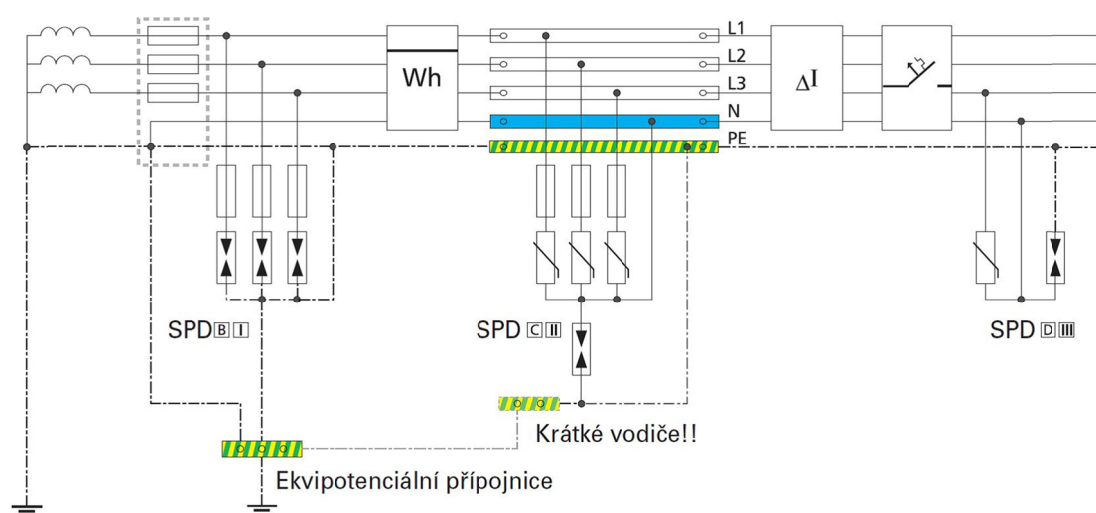 L1
L2
Wh
ΔI
L3
N
PE
SPD B I
SPD C II
SPD D III
Krátké vodiče!!
Ekvipotenciální přípojnice